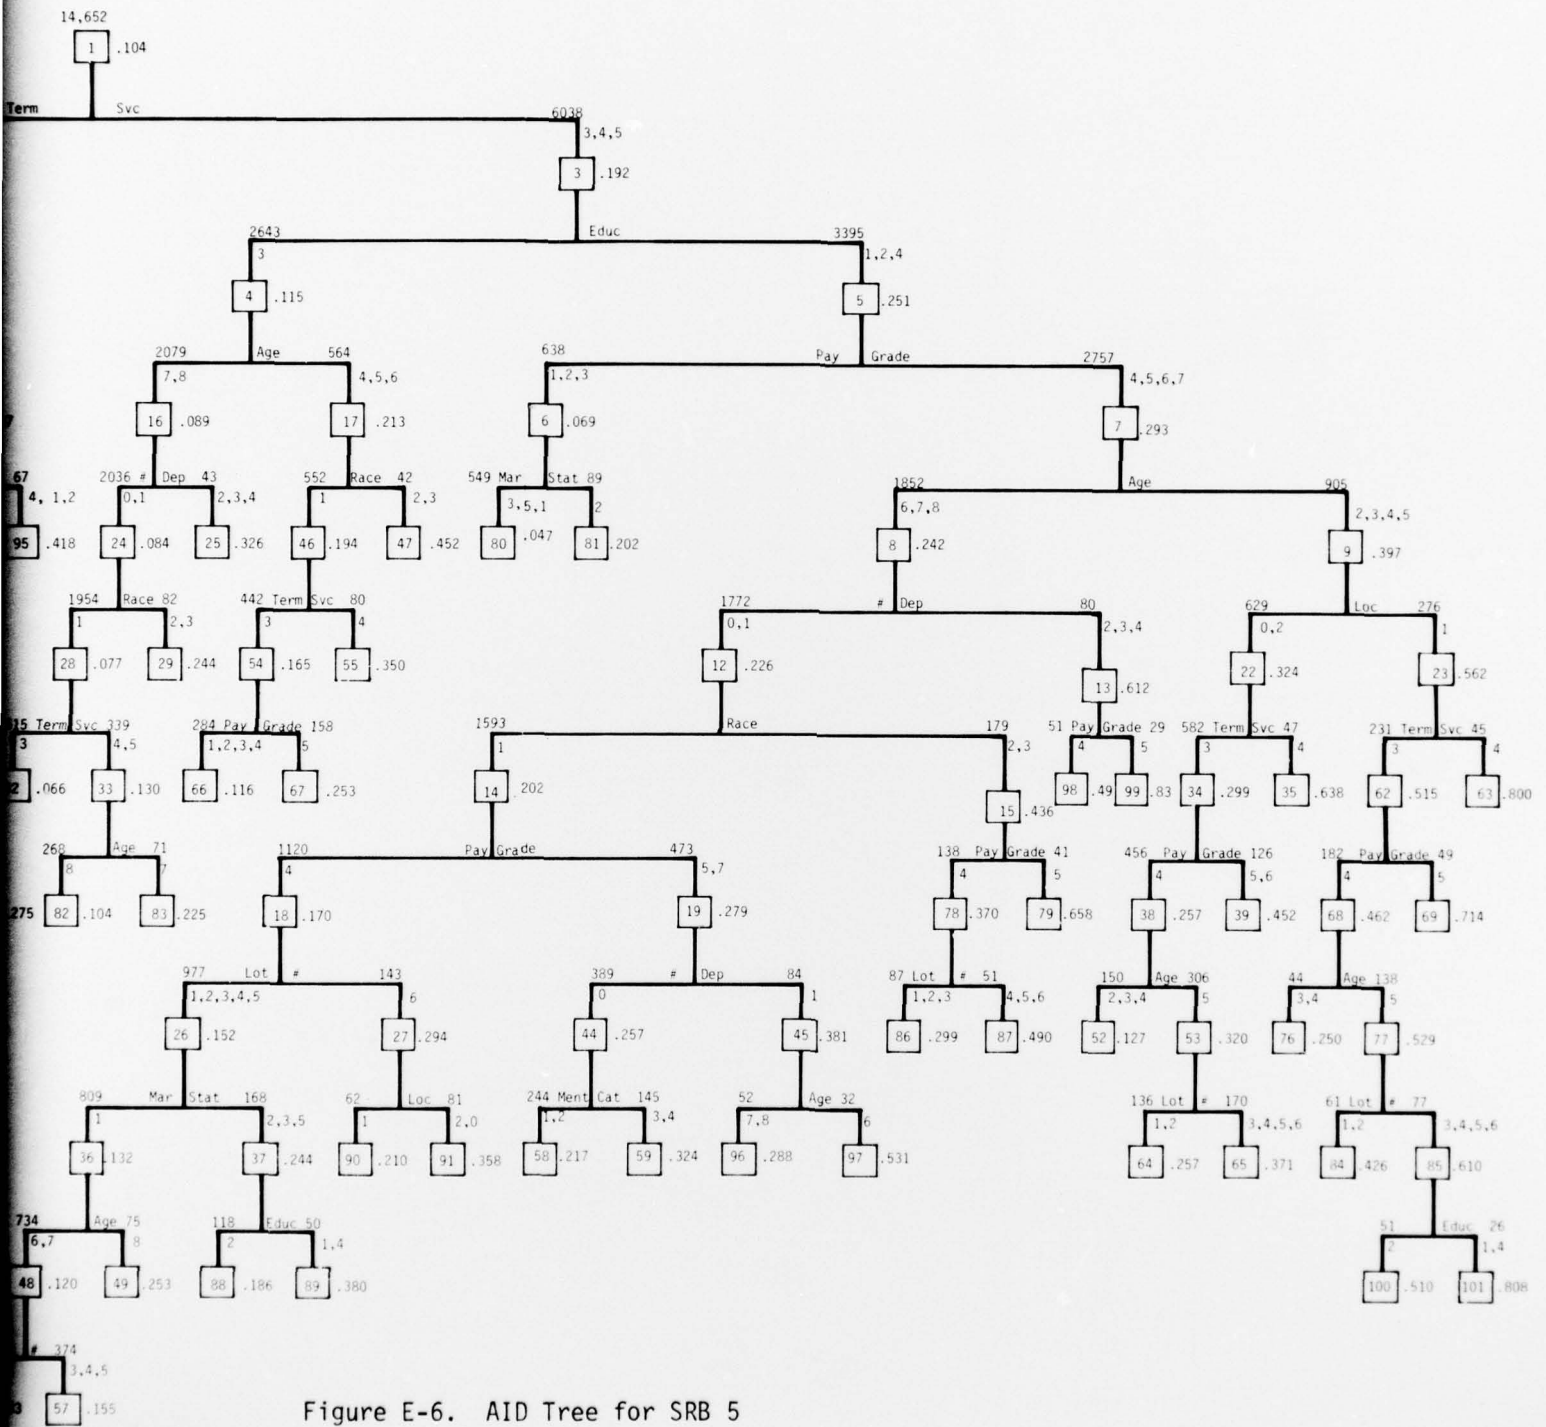 14,652
1 .104
Term Svc 6038
3,4,5
3 .192
2643 Educ 3395
3 1,2,4
4 .115 5 .251
2079 Age 564 638 Pay Grade 2757
7,8 4,5,6 1,2,3 4,5,6,7
16 .089 17 .213 6 .069 7 .293
67 2036 # Dep 43 552 Race 42 549 Mar Stat 89 1852 Age 905
4, 1,2 0,1 2,3,4 1 2,3 3,5,1 2 6,7,8 2,3,4,5
95 .418 24 .084 25 .326 46 .194 47 .452 80 .047 81 .202 8 .242 9 .397
1954 Race 82 442 Term Svc 80 1772 # Dep 80 629 Loc 276
1 2,3 3 4 0,1 2,3,4 0,2 1
28 .077 29 .244 54 .165 55 .350 12 .226 13 .612 22 .324 23 .562
15 Term Svc 339 284 Pay Grade 158 1593 Race 179 51 Pay Grade 29 582 Term Svc 47 231 Term Svc 45
3 4,5 1,2,3,4 5 1 2,3 4 5 3 4 3 4
2 .066 33 .130 66 .116 67 .253 14 .202 15 .436 98 .49 99 .83 34 .299 35 .638 62 .515 63 .800
268 Age 71 1120 Pay Grade 473 138 Pay Grade 41 456 Pay Grade 126 182 Pay Grade 49
8 7 4 5,7 4 5 4 5,6 4 5
275 82 .104 83 .225 18 .170 19 .279 78 .370 79 .658 38 .257 39 .452 68 .462 69 .714
977 Lot # 143 389 # Dep 84 87 Lot # 51 150 Age 306 44 Age 138
1,2,3,4,5 6 0 1 1,2,3 4,5,6 2,3,4 5 3,4 5
26 .152 27 .294 44 .257 45 .381 86 .299 87 .490 52 .127 53 .320 76 .250 77 .529
809 Mar Stat 168 62 Loc 81 244 Ment Cat 145 52 Age 32 136 Lot # 170 61 Lot # 77
1 2,3,5 1 2,0 1,2 3,4 7,8 6 1,2 3,4,5,6 1,2 3,4,5,6
36 .132 37 .244 90 .210 91 .358 58 .217 59 .324 96 .288 97 .531 64 .257 65 .371 84 .426 85 .610
734 Age 75 118 Educ 50 51 Educ 26
6,7 8 2 1,4 2 1,4
48 .120 49 .253 88 .186 89 .380 100 .510 101 .808
# 374
3,4,5
3 57 .155
Figure E-6. AID Tree for SRB 5